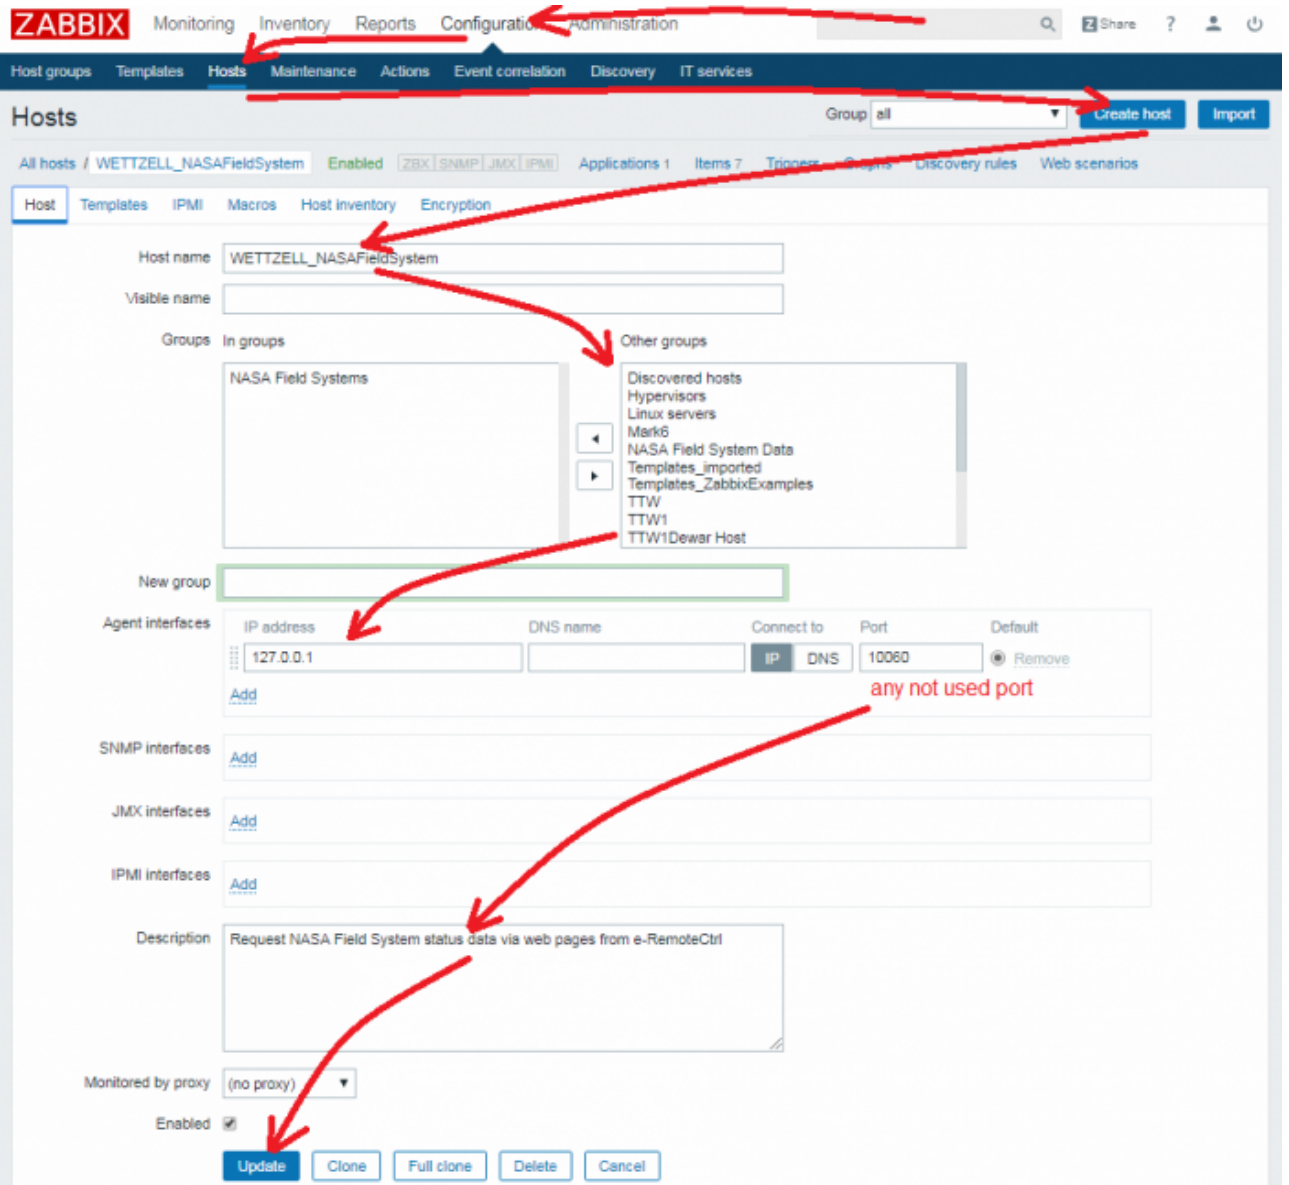 ZABBIX Monitoring Inventory Reports Configuration Administration Share ?
Host groups Templates Hosts Maintenance Actions Event correlation Discovery IT services
Hosts Group all Create host Import
All hosts / WETTZELL_NASAFieldSystem Enabled ZBX SNMP JMX IPMI Applications 1 Items 7 Triggers Graphs Discovery rules Web scenarios
Host Templates IPMI Macros Host inventory Encryption
Host name WETTZELL_NASAFieldSystem
Visible name
Groups In groups Other groups
NASA Field Systems
Discovered hosts
Hypervisors
Linux servers
Mark6
NASA Field System Data
Templates_imported
Templates_ZabbixExamples
TTW
TTW1
TTW1Dewar Host
New group
Agent interfaces IP address DNS name Connect to Port Default
127.0.0.1 IP DNS 10060 Remove
any not used port
Add
SNMP interfaces Add
JMX interfaces Add
IPMI interfaces Add
Description Request NASA Field System status data via web pages from e-RemoteCtrl
Monitored by proxy (no proxy)
Enabled
Update Clone Full clone Delete Cancel